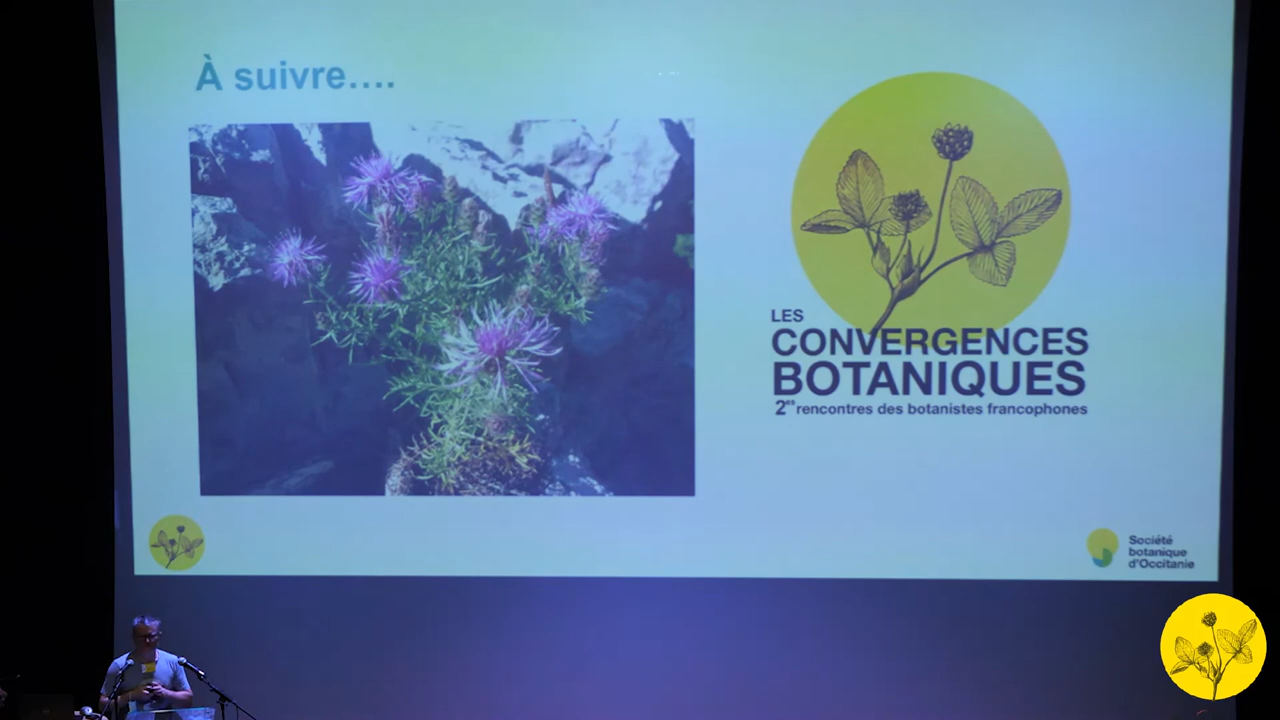 À suivre....
LES
CONVERGENCES
BOTANIQUES
2es rencontres des botanistes francophones
Société
botanique
d'Occitanie